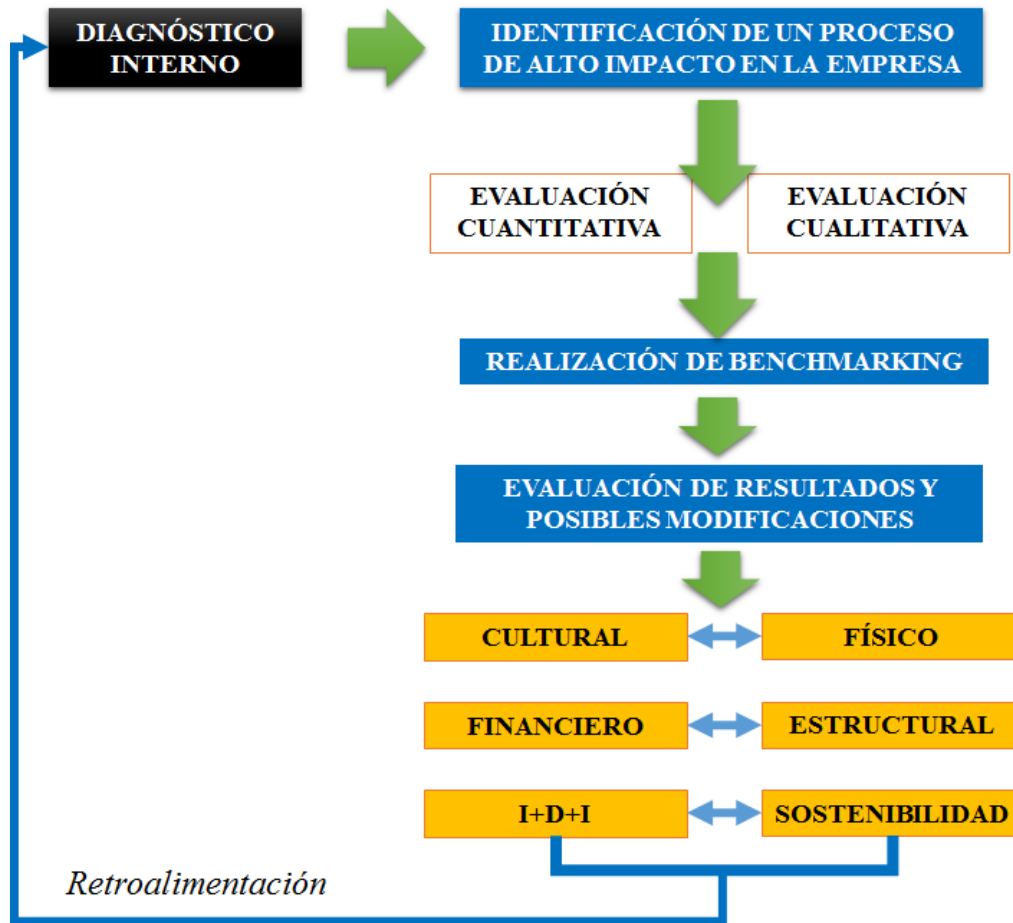 DIAGNÓSTICO
INTERNO
IDENTIFICACIÓN DE UN PROCESO
DE ALTO IMPACTO EN LA EMPRESA
EVALUACIÓN
CUANTITATIVA
EVALUACIÓN
CUALITATIVA
REALIZACIÓN DE BENCHMARKING
EVALUACIÓN DE RESULTADOS Y
POSIBLES MODIFICACIONES
CULTURAL
FÍSICO
FINANCIERO
ESTRUCTURAL
I+D+I
SOSTENIBILIDAD
Retroalimentación